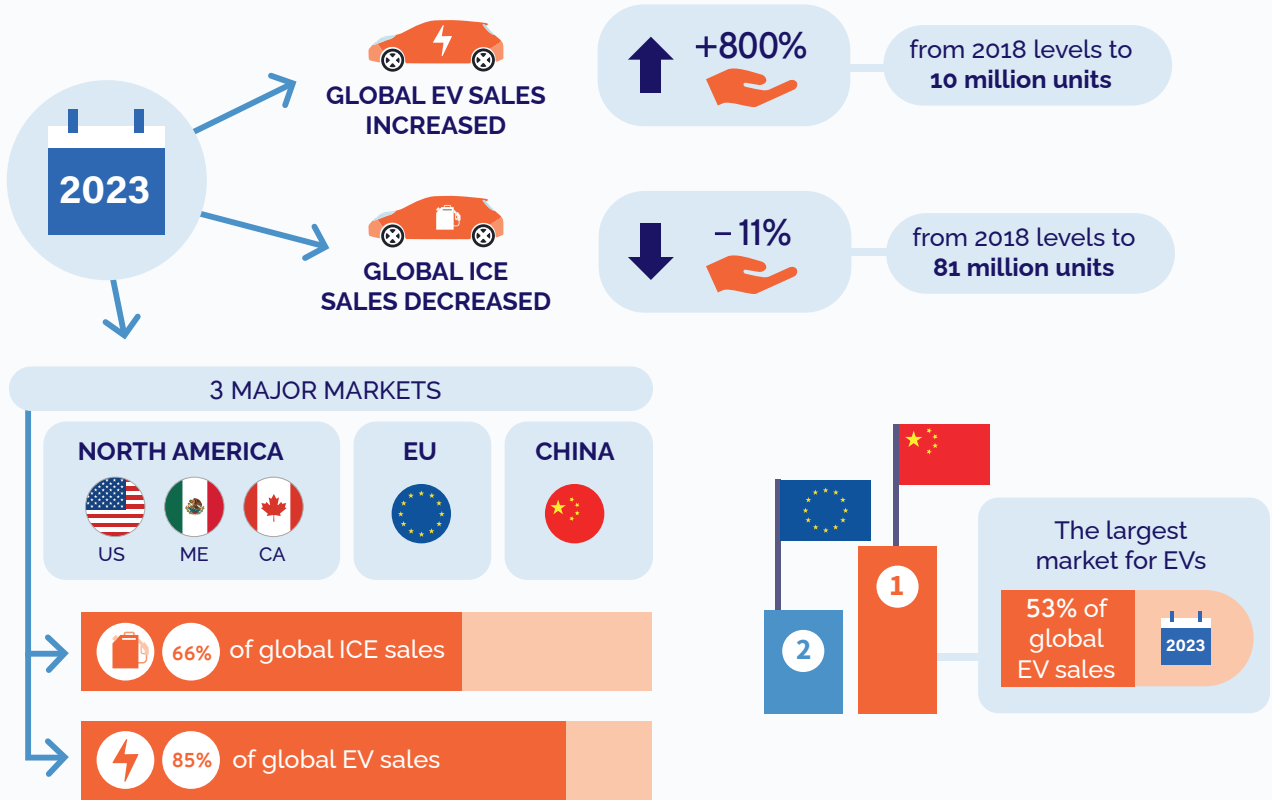 2023
GLOBAL EV SALES
INCREASED
+800%
from 2018 levels to
10 million units
GLOBAL ICE
SALES DECREASED
– 11%
from 2018 levels to
81 million units
3 MAJOR MARKETS
NORTH AMERICA
US
ME
CA
EU
CHINA
66%
of global ICE sales
85%
of global EV sales
2
1
The largest
market for EVs
53% of
global
EV sales
2023